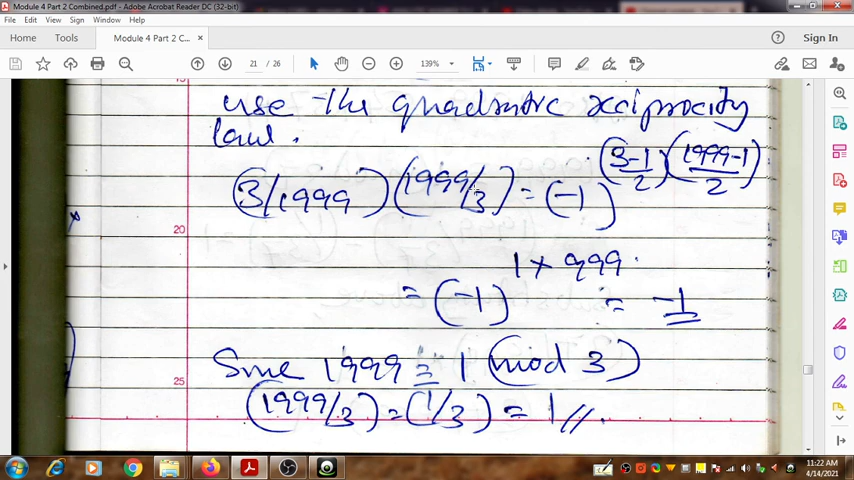 Module 4 Part 2 Combined.pdf - Adobe Acrobat Reader DC (32-bit)
File Edit View Sign Window Help
Home Tools Module 4 Part 2 C... × Sign In
21 / 26 139%
use the quadratic reciprocity
law.
(3/1999)(1999/3) = (-1)^(3-1/2)(1999-1/2)
20
= (-1)^1×999. = -1
Since 1999 ≡ 1 (mod 3)
25
(1999/3) = (1/3) = 1//.
11:22 AM
4/14/2021